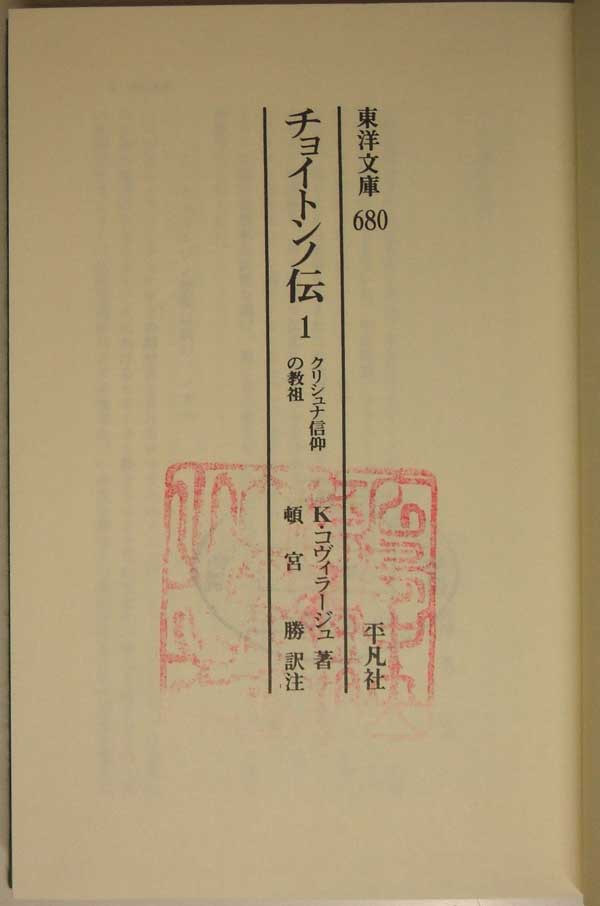 東洋文庫 680
平凡社
チョイトンノ伝 1
クリシュナ信仰
の教祖
K・コヴィラージュ 著
頓宮 勝 訳注